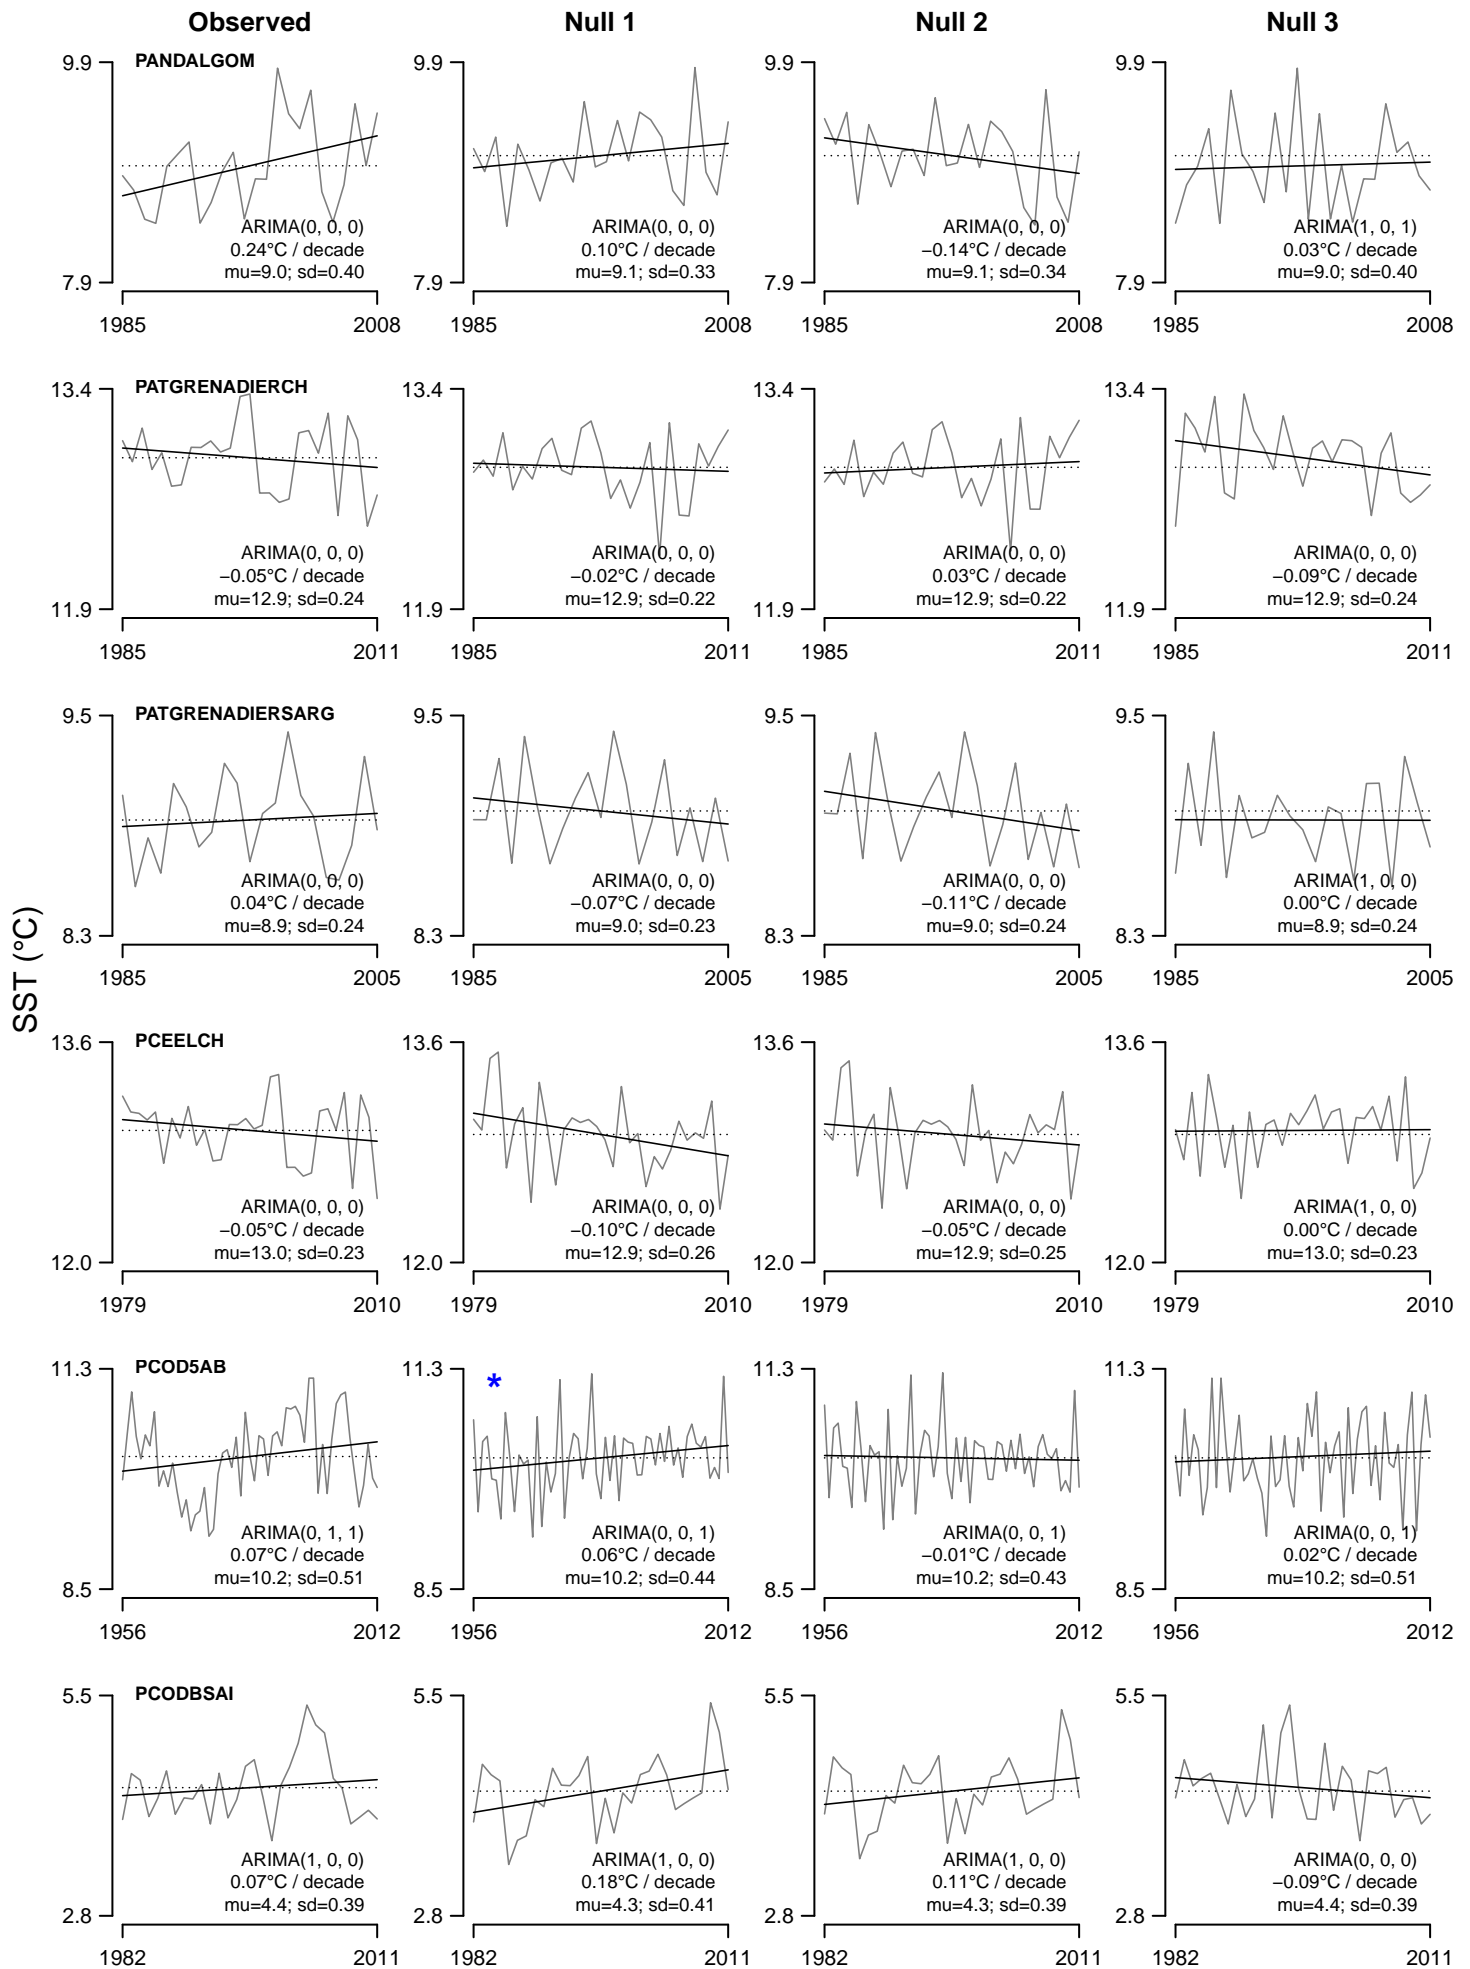 Observed Null 1 Null 2 Null 3
SST (°C)
PANDALGOM
9.9 9.9 9.9 9.9
ARIMA(0, 0, 0) ARIMA(0, 0, 0) ARIMA(0, 0, 0) ARIMA(1, 0, 1)
0.24°C / decade 0.10°C / decade −0.14°C / decade 0.03°C / decade
mu=9.0; sd=0.40 mu=9.1; sd=0.33 mu=9.1; sd=0.34 mu=9.0; sd=0.40
7.9 7.9 7.9 7.9
1985 2008 1985 2008 1985 2008 1985 2008
PATGRENADIERCH
13.4 13.4 13.4 13.4
ARIMA(0, 0, 0) ARIMA(0, 0, 0) ARIMA(0, 0, 0) ARIMA(0, 0, 0)
−0.05°C / decade −0.02°C / decade 0.03°C / decade −0.09°C / decade
mu=12.9; sd=0.24 mu=12.9; sd=0.22 mu=12.9; sd=0.22 mu=12.9; sd=0.24
11.9 11.9 11.9 11.9
1985 2011 1985 2011 1985 2011 1985 2011
PATGRENADIERSARG
9.5 9.5 9.5 9.5
ARIMA(0, 0, 0) ARIMA(0, 0, 0) ARIMA(0, 0, 0) ARIMA(1, 0, 0)
0.04°C / decade −0.07°C / decade −0.11°C / decade 0.00°C / decade
mu=8.9; sd=0.24 mu=9.0; sd=0.23 mu=9.0; sd=0.24 mu=8.9; sd=0.24
8.3 8.3 8.3 8.3
1985 2005 1985 2005 1985 2005 1985 2005
PCEELCH
13.6 13.6 13.6 13.6
ARIMA(0, 0, 0) ARIMA(0, 0, 0) ARIMA(0, 0, 0) ARIMA(1, 0, 0)
−0.05°C / decade −0.10°C / decade −0.05°C / decade 0.00°C / decade
mu=13.0; sd=0.23 mu=12.9; sd=0.26 mu=12.9; sd=0.25 mu=13.0; sd=0.23
12.0 12.0 12.0 12.0
1979 2010 1979 2010 1979 2010 1979 2010
PCOD5AB
11.3 11.3 * 11.3 11.3
ARIMA(0, 1, 1) ARIMA(0, 0, 1) ARIMA(0, 0, 1) ARIMA(0, 0, 1)
0.07°C / decade 0.06°C / decade −0.01°C / decade 0.02°C / decade
mu=10.2; sd=0.51 mu=10.2; sd=0.44 mu=10.2; sd=0.43 mu=10.2; sd=0.51
8.5 8.5 8.5 8.5
1956 2012 1956 2012 1956 2012 1956 2012
PCODBSAI
5.5 5.5 5.5 5.5
ARIMA(1, 0, 0) ARIMA(1, 0, 0) ARIMA(1, 0, 0) ARIMA(0, 0, 0)
0.07°C / decade 0.18°C / decade 0.11°C / decade −0.09°C / decade
mu=4.4; sd=0.39 mu=4.3; sd=0.41 mu=4.3; sd=0.39 mu=4.4; sd=0.39
2.8 2.8 2.8 2.8
1982 2011 1982 2011 1982 2011 1982 2011